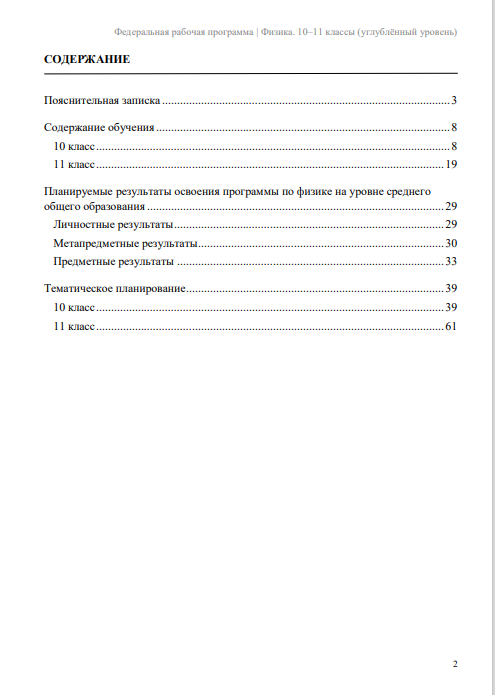 Федеральная рабочая программа | Физика. 10–11 классы (углублённый уровень)
СОДЕРЖАНИЕ
Пояснительная записка ........ 3
Содержание обучения ........ 8
10 класс ........ 8
11 класс ........ 19
Планируемые результаты освоения программы по физике на уровне среднего
общего образования ........ 29
Личностные результаты ........ 29
Метапредметные результаты ........ 30
Предметные результаты ........ 33
Тематическое планирование ........ 39
10 класс ........ 39
11 класс ........ 61
2